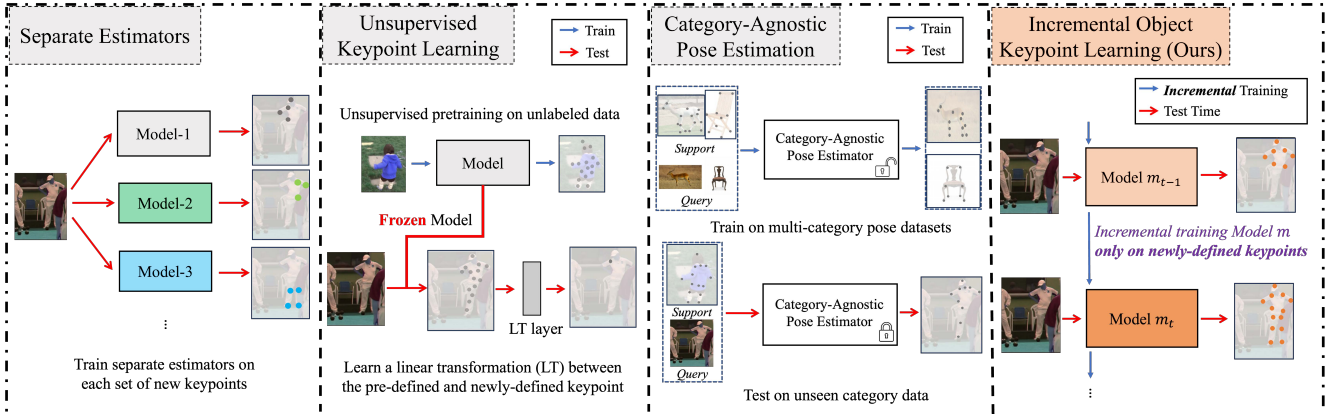 Separate Estimators
Model-1
Model-2
Model-3
...
Train separate estimators on
each set of new keypoints
Unsupervised
Keypoint Learning
Train
Test
Unsupervised pretraining on unlabeled data
Model
Frozen Model
LT layer
Learn a linear transformation (LT) between
the pre-defined and newly-defined keypoint
Category-Agnostic
Pose Estimation
Train
Test
Support
Query
Category-Agnostic
Pose Estimator
Train on multi-category pose datasets
Support
Query
Category-Agnostic
Pose Estimator
Test on unseen category data
Incremental Object
Keypoint Learning (Ours)
Incremental Training
Test Time
Model m_{t-1}
Incremental training Model m
only on newly-defined keypoints
Model m_t
...